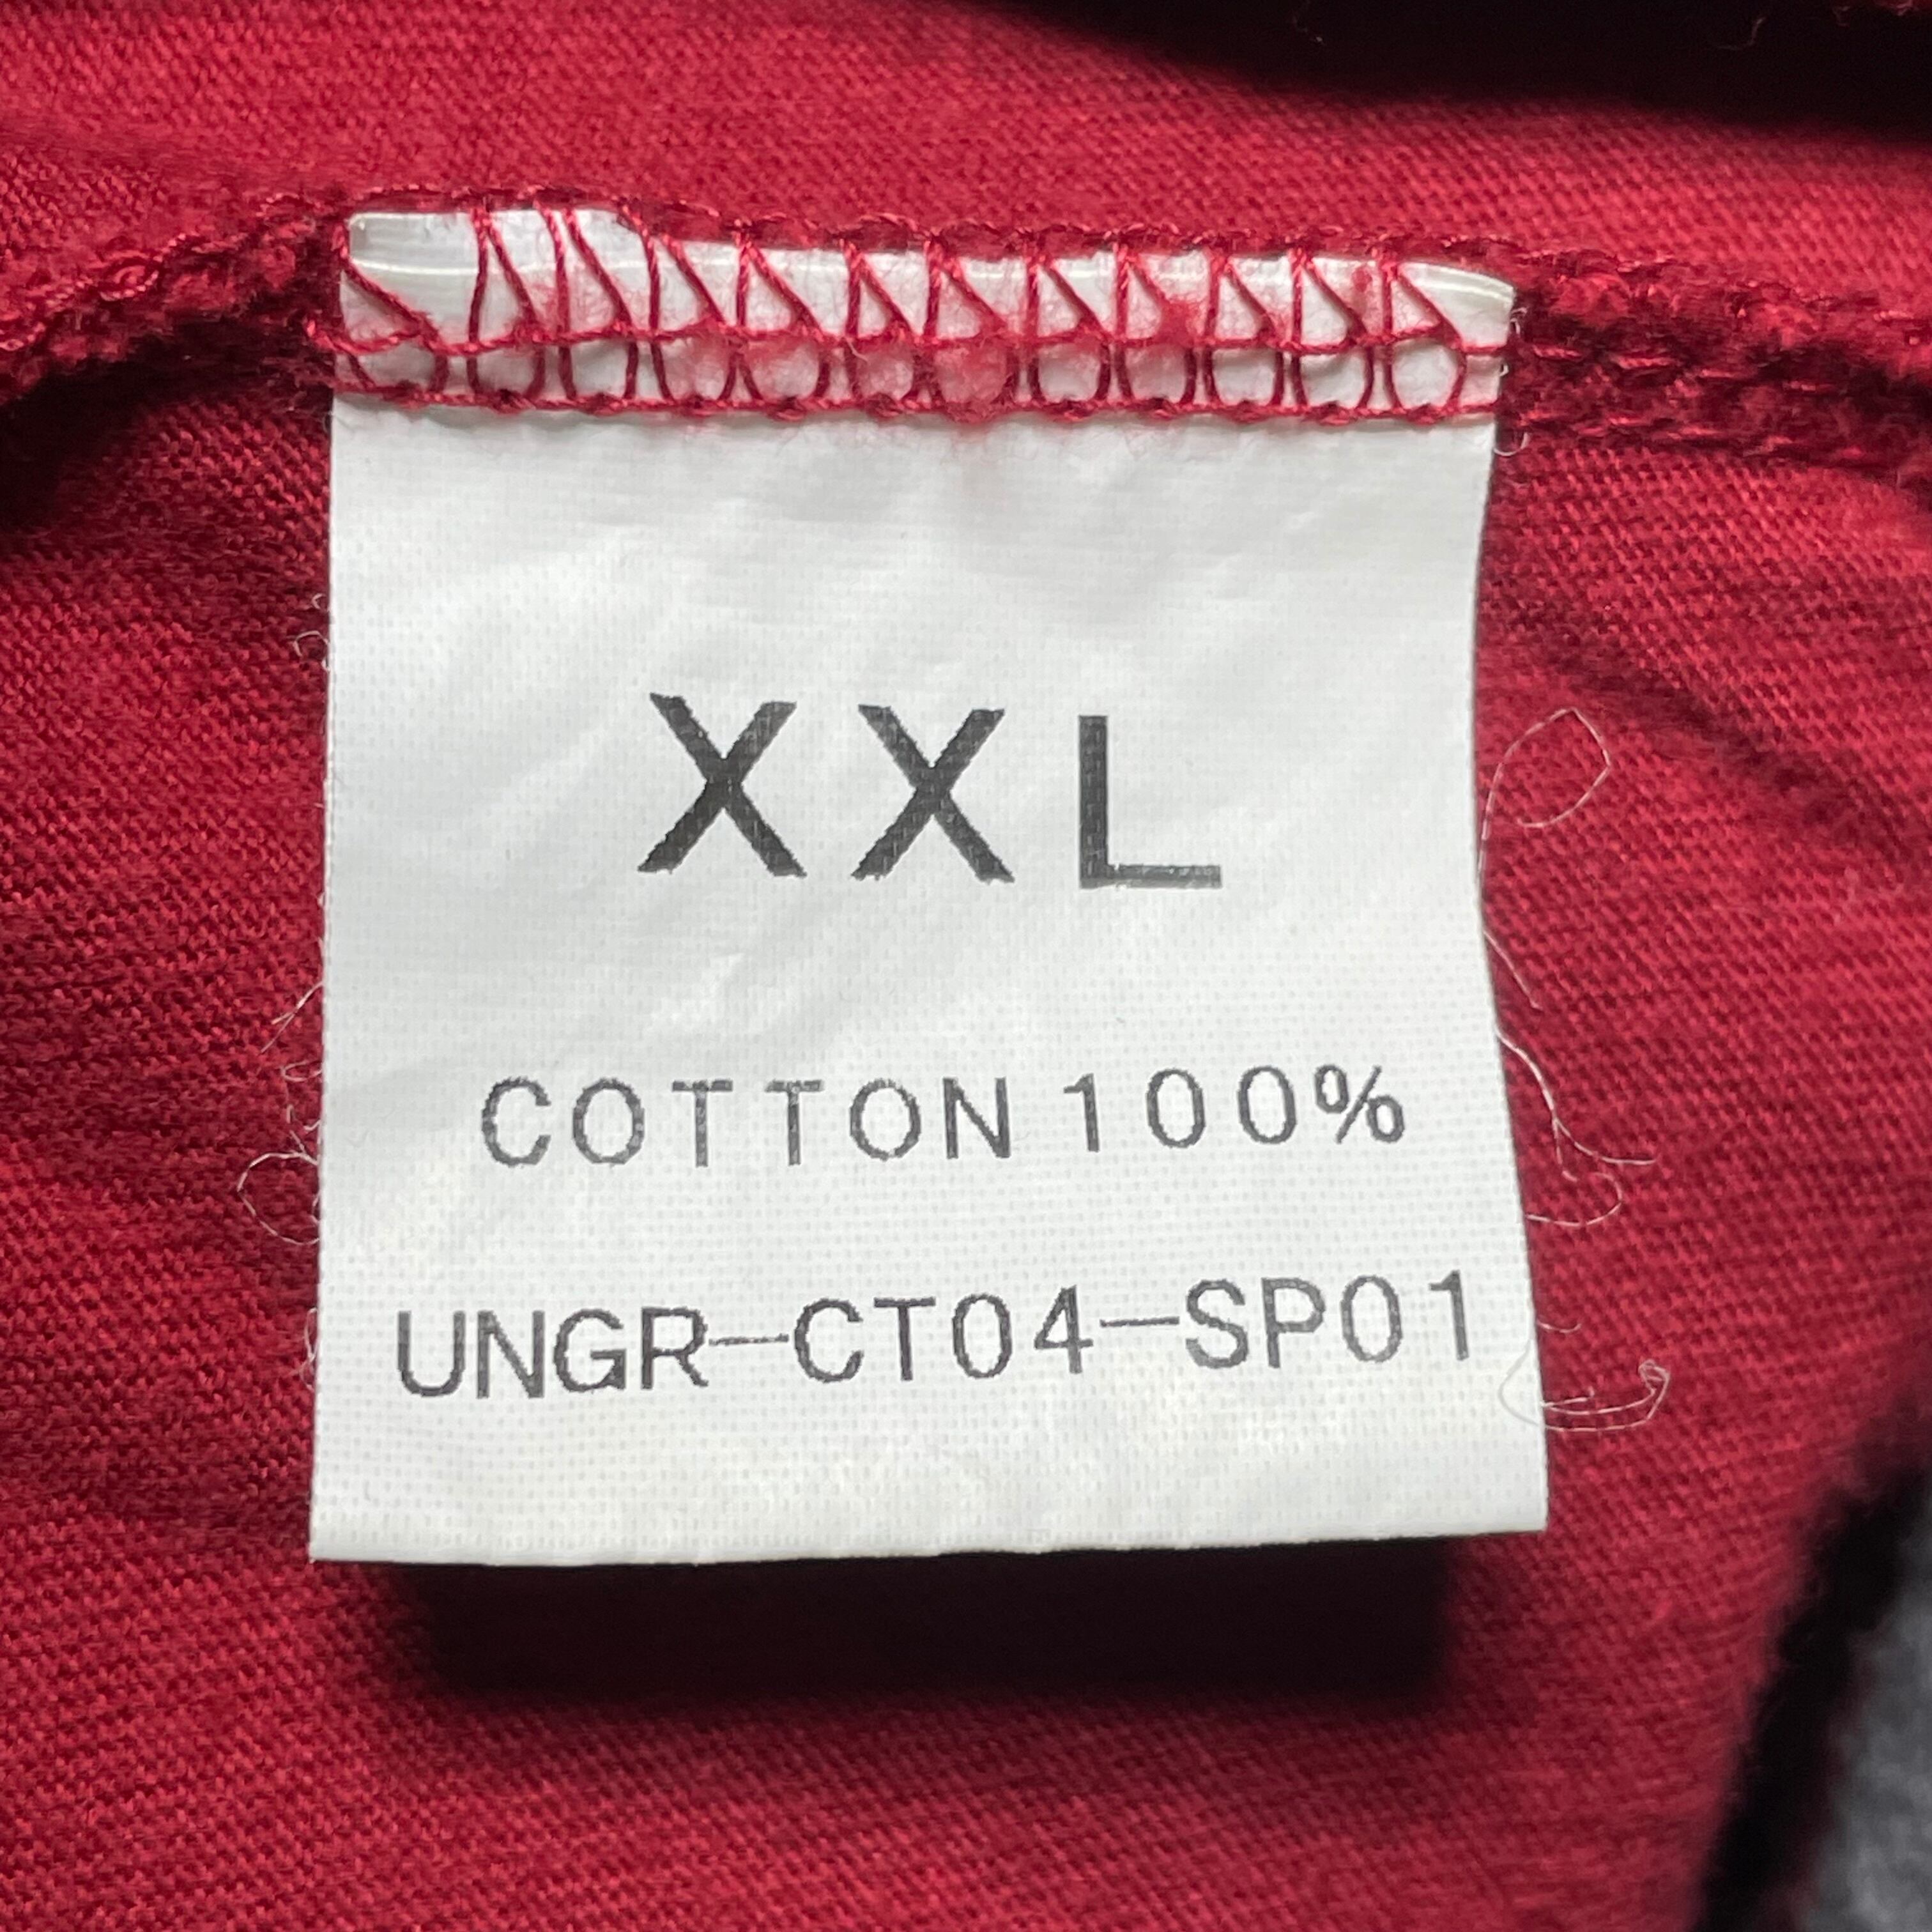 XXL
COTTON 100%
UNGR-CT04-SP01